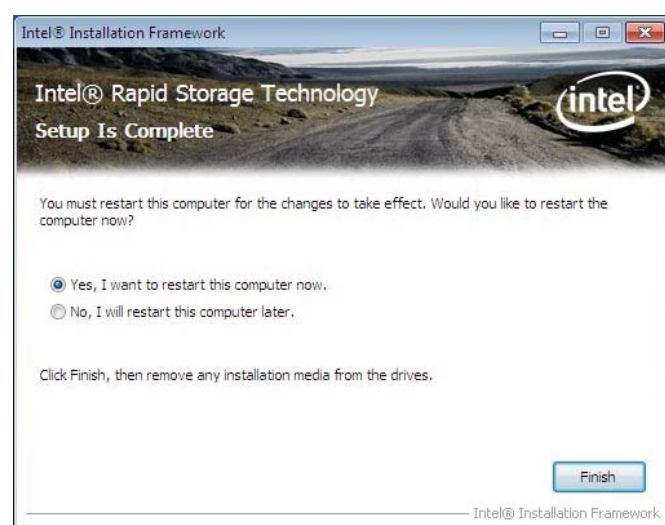 Intel® Installation Framework
Intel® Rapid Storage Technology
Setup Is Complete
intel
You must restart this computer for the changes to take effect. Would you like to restart the
computer now?
Yes, I want to restart this computer now.
No, I will restart this computer later.
Click Finish, then remove any installation media from the drives.
Finish
Intel® Installation Framework